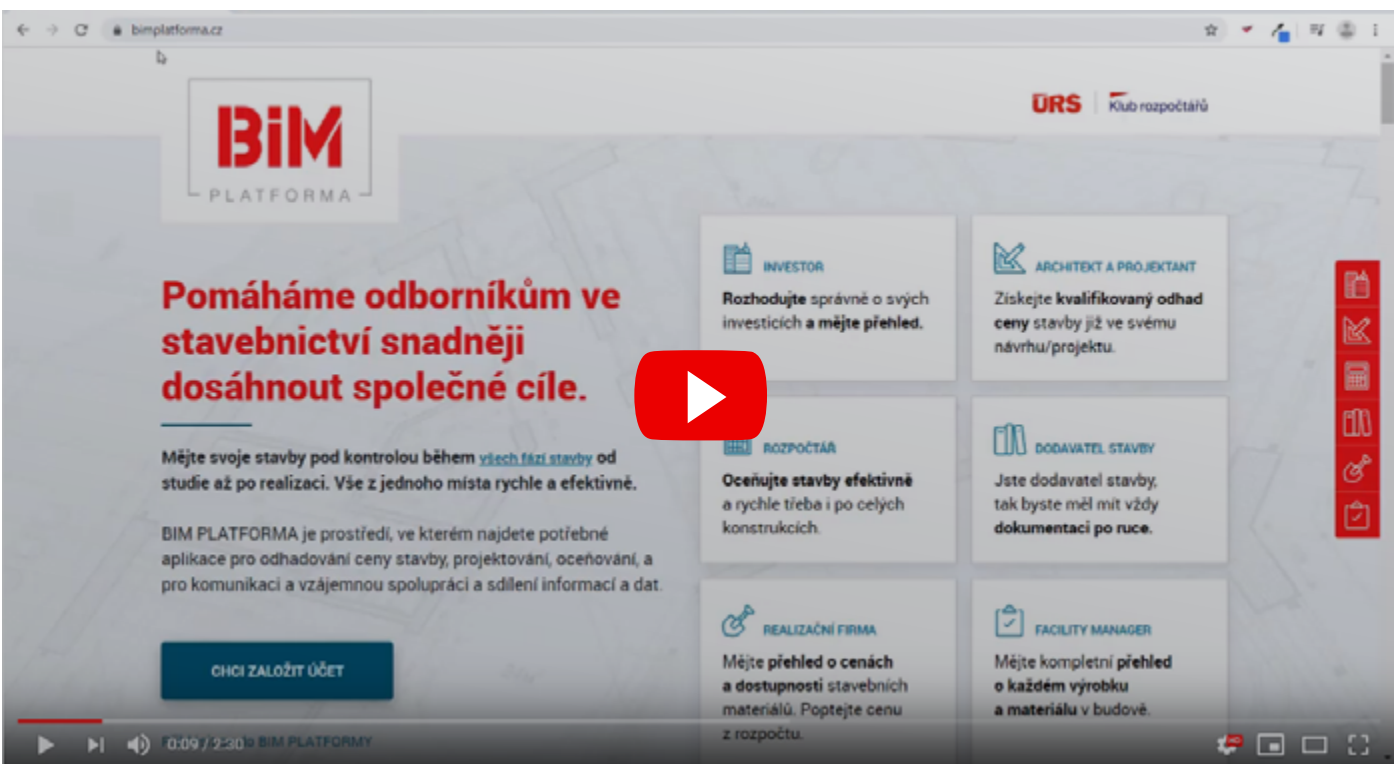 bimplatforma.cz
BiM
PLATFORMA
ÚRS
Klub rozpočtářů
Pomáháme odborníkům ve
stavebnictví snadněji
dosáhnout společné cíle.
Mějte svoje stavby pod kontrolou během všech fází stavby od
studie až po realizaci. Vše z jednoho místa rychle a efektivně.
BIM PLATFORMA je prostředí, ve kterém najdete potřebné
aplikace pro odhadování ceny stavby, projektování, oceňování, a
pro komunikaci a vzájemnou spolupráci a sdílení informací a dat.
CHCI ZALOŽIT ÚČET
INVESTOR
Rozhodujte správně o svých
investicích a mějte přehled.
ARCHITEKT A PROJEKTANT
Získejte kvalifikovaný odhad
ceny stavby již ve svému
návrhu/projektu.
ROZPOČTÁŘ
Oceňujte stavby efektivně
a rychle třeba i po celých
konstrukcích.
DODAVATEL STAVBY
Jste dodavatel stavby,
tak byste měl mít vždy
dokumentaci po ruce.
REALIZAČNÍ FIRMA
Mějte přehled o cenách
a dostupnosti stavebních
materiálů. Poptejte cenu
z rozpočtu.
FACILITY MANAGER
Mějte kompletní přehled
o každém výrobku
a materiálu v budově.
0:09 / 2:30
do BIM PLATFORMY
HD